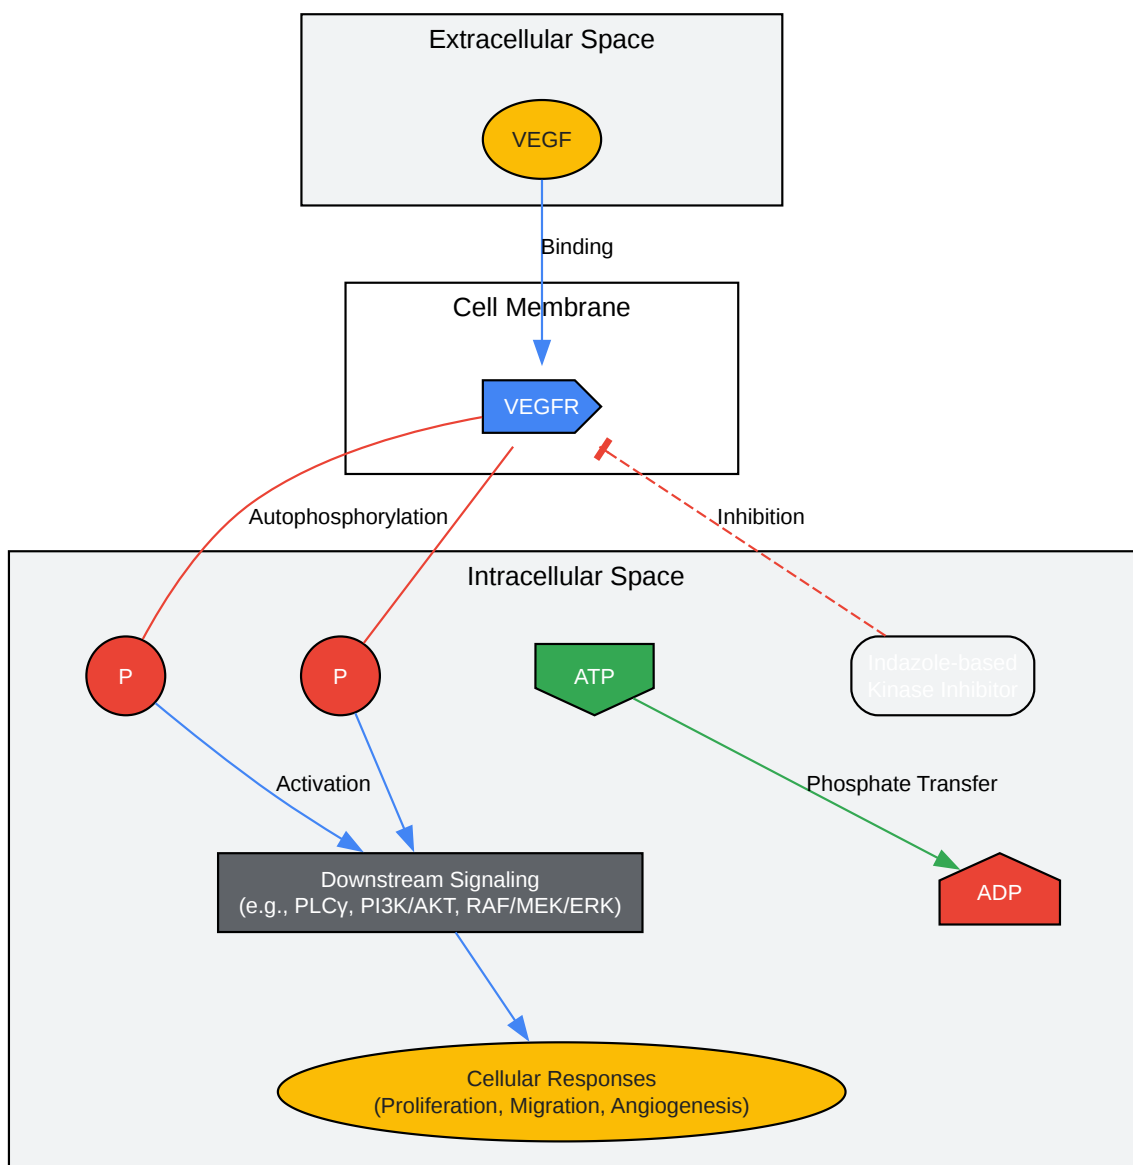 Extracellular Space
VEGF
Binding
Cell Membrane
VEGFR
Autophosphorylation
Inhibition
Intracellular Space
P
P
ATP
Indazole-based
Kinase Inhibitor
Activation
Phosphate Transfer
Downstream Signaling
(e.g., PLCγ, PI3K/AKT, RAF/MEK/ERK)
ADP
Cellular Responses
(Proliferation, Migration, Angiogenesis)